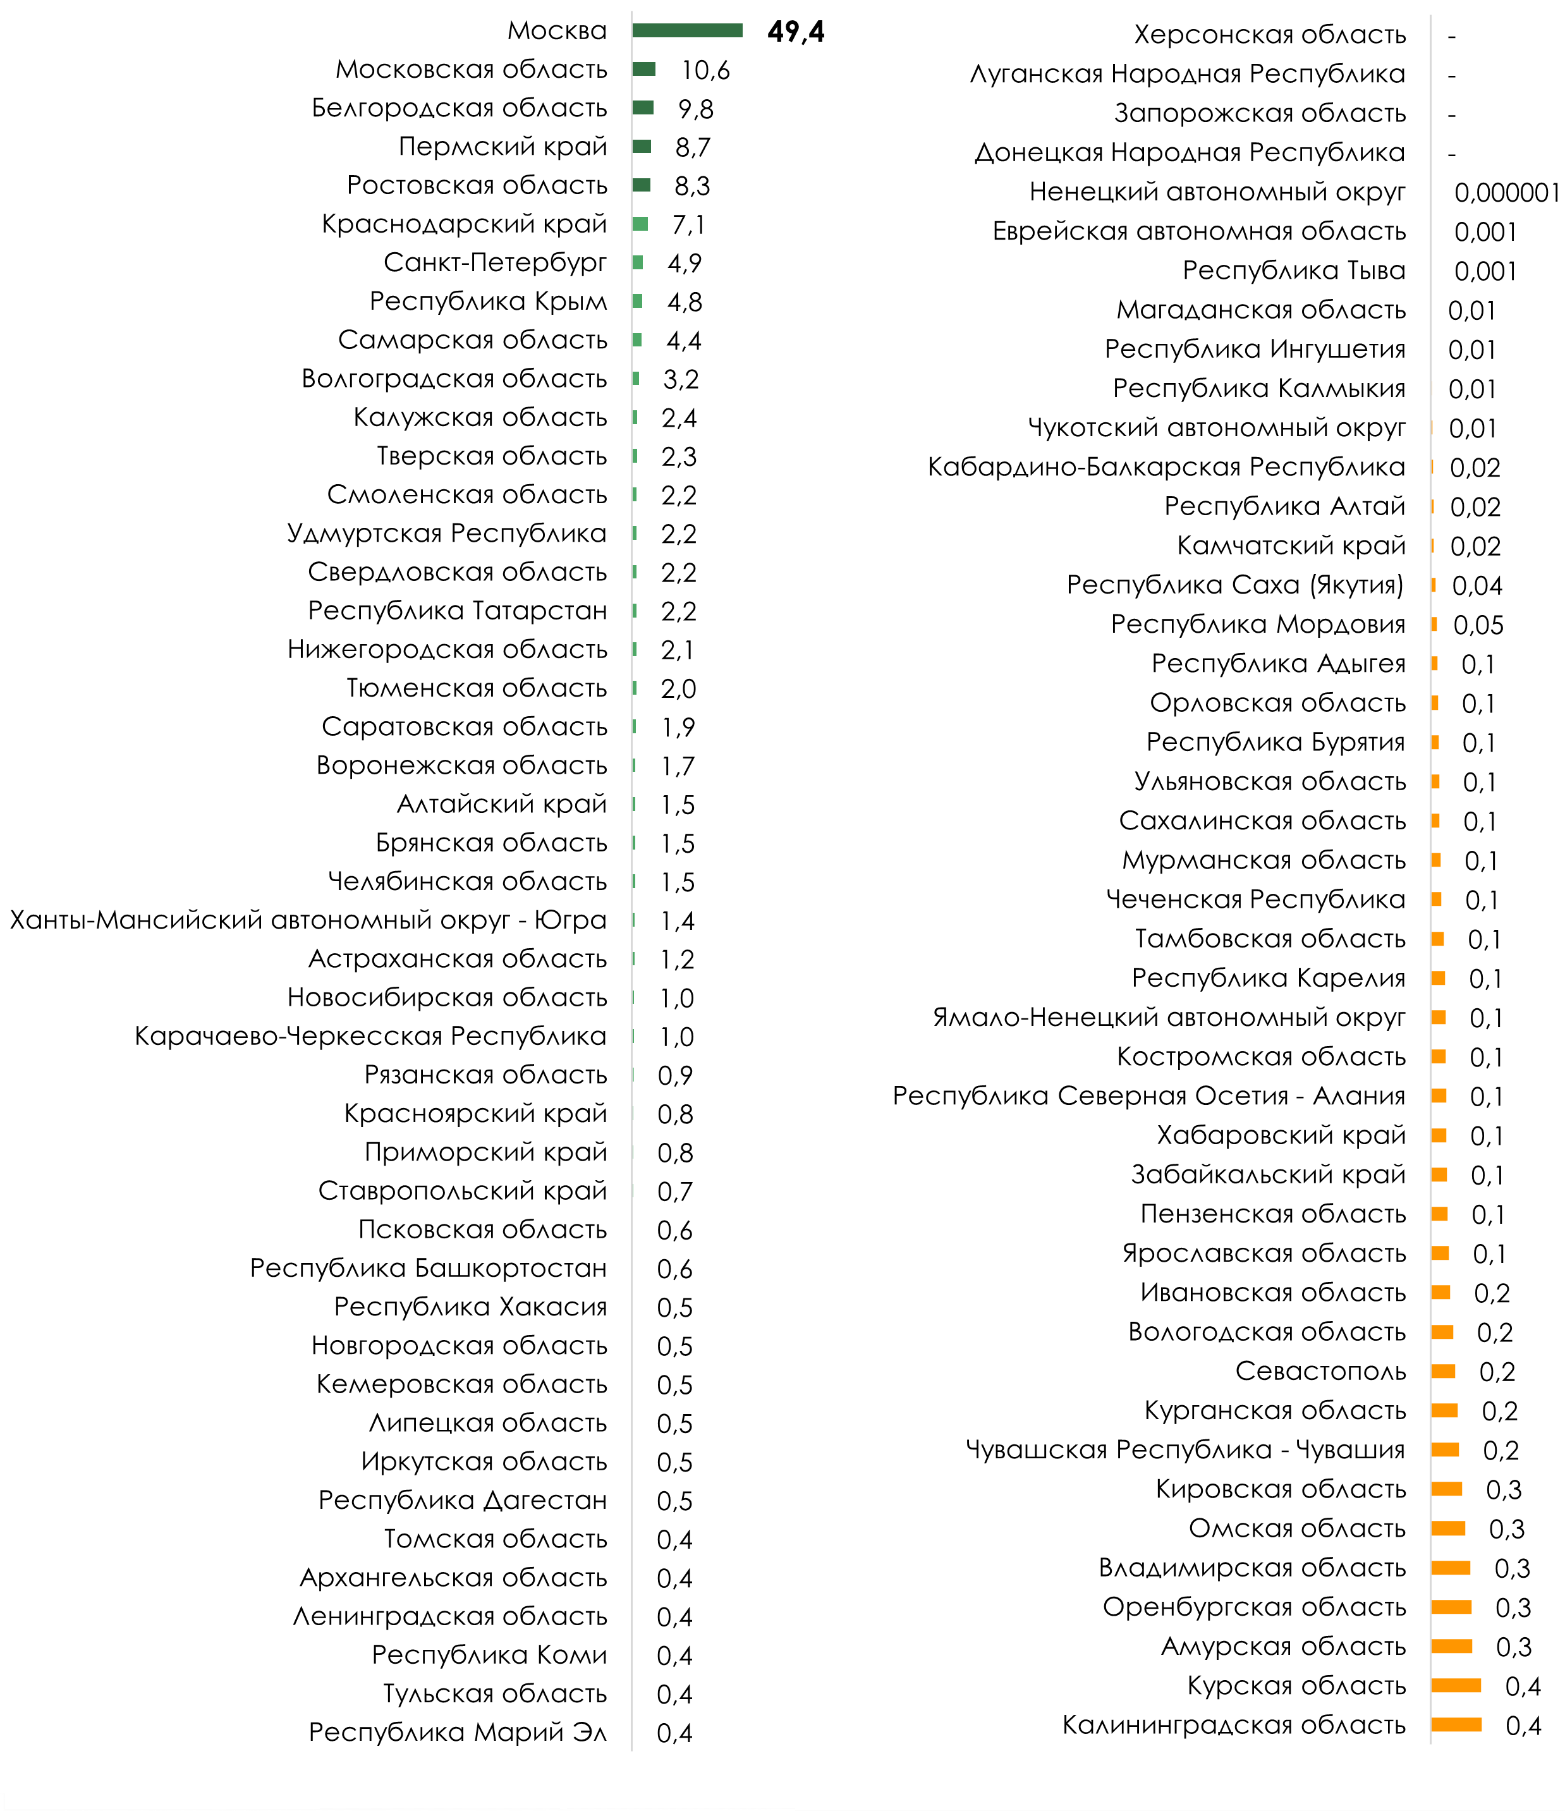 Москва 49,4
Московская область 10,6
Белгородская область 9,8
Пермский край 8,7
Ростовская область 8,3
Краснодарский край 7,1
Санкт-Петербург 4,9
Республика Крым 4,8
Самарская область 4,4
Волгоградская область 3,2
Калужская область 2,4
Тверская область 2,3
Смоленская область 2,2
Удмуртская Республика 2,2
Свердловская область 2,2
Республика Татарстан 2,2
Нижегородская область 2,1
Тюменская область 2,0
Саратовская область 1,9
Воронежская область 1,7
Алтайский край 1,5
Брянская область 1,5
Челябинская область 1,5
Ханты-Мансийский автономный округ - Югра 1,4
Астраханская область 1,2
Новосибирская область 1,0
Карачаево-Черкесская Республика 1,0
Рязанская область 0,9
Красноярский край 0,8
Приморский край 0,8
Ставропольский край 0,7
Псковская область 0,6
Республика Башкортостан 0,6
Республика Хакасия 0,5
Новгородская область 0,5
Кемеровская область 0,5
Липецкая область 0,5
Иркутская область 0,5
Республика Дагестан 0,5
Томская область 0,4
Архангельская область 0,4
Ленинградская область 0,4
Республика Коми 0,4
Тульская область 0,4
Республика Марий Эл 0,4
Херсонская область -
Луганская Народная Республика -
Запорожская область -
Донецкая Народная Республика -
Ненецкий автономный округ 0,000001
Еврейская автономная область 0,001
Республика Тыва 0,001
Магаданская область 0,01
Республика Ингушетия 0,01
Республика Калмыкия 0,01
Чукотский автономный округ 0,01
Кабардино-Балкарская Республика 0,02
Республика Алтай 0,02
Камчатский край 0,02
Республика Саха (Якутия) 0,04
Республика Мордовия 0,05
Республика Адыгея 0,1
Орловская область 0,1
Республика Бурятия 0,1
Ульяновская область 0,1
Сахалинская область 0,1
Мурманская область 0,1
Чеченская Республика 0,1
Тамбовская область 0,1
Республика Карелия 0,1
Ямало-Ненецкий автономный округ 0,1
Костромская область 0,1
Республика Северная Осетия - Алания 0,1
Хабаровский край 0,1
Забайкальский край 0,1
Пензенская область 0,1
Ярославская область 0,1
Ивановская область 0,2
Вологодская область 0,2
Севастополь 0,2
Курганская область 0,2
Чувашская Республика - Чувашия 0,2
Кировская область 0,3
Омская область 0,3
Владимирская область 0,3
Оренбургская область 0,3
Амурская область 0,3
Курская область 0,4
Калининградская область 0,4